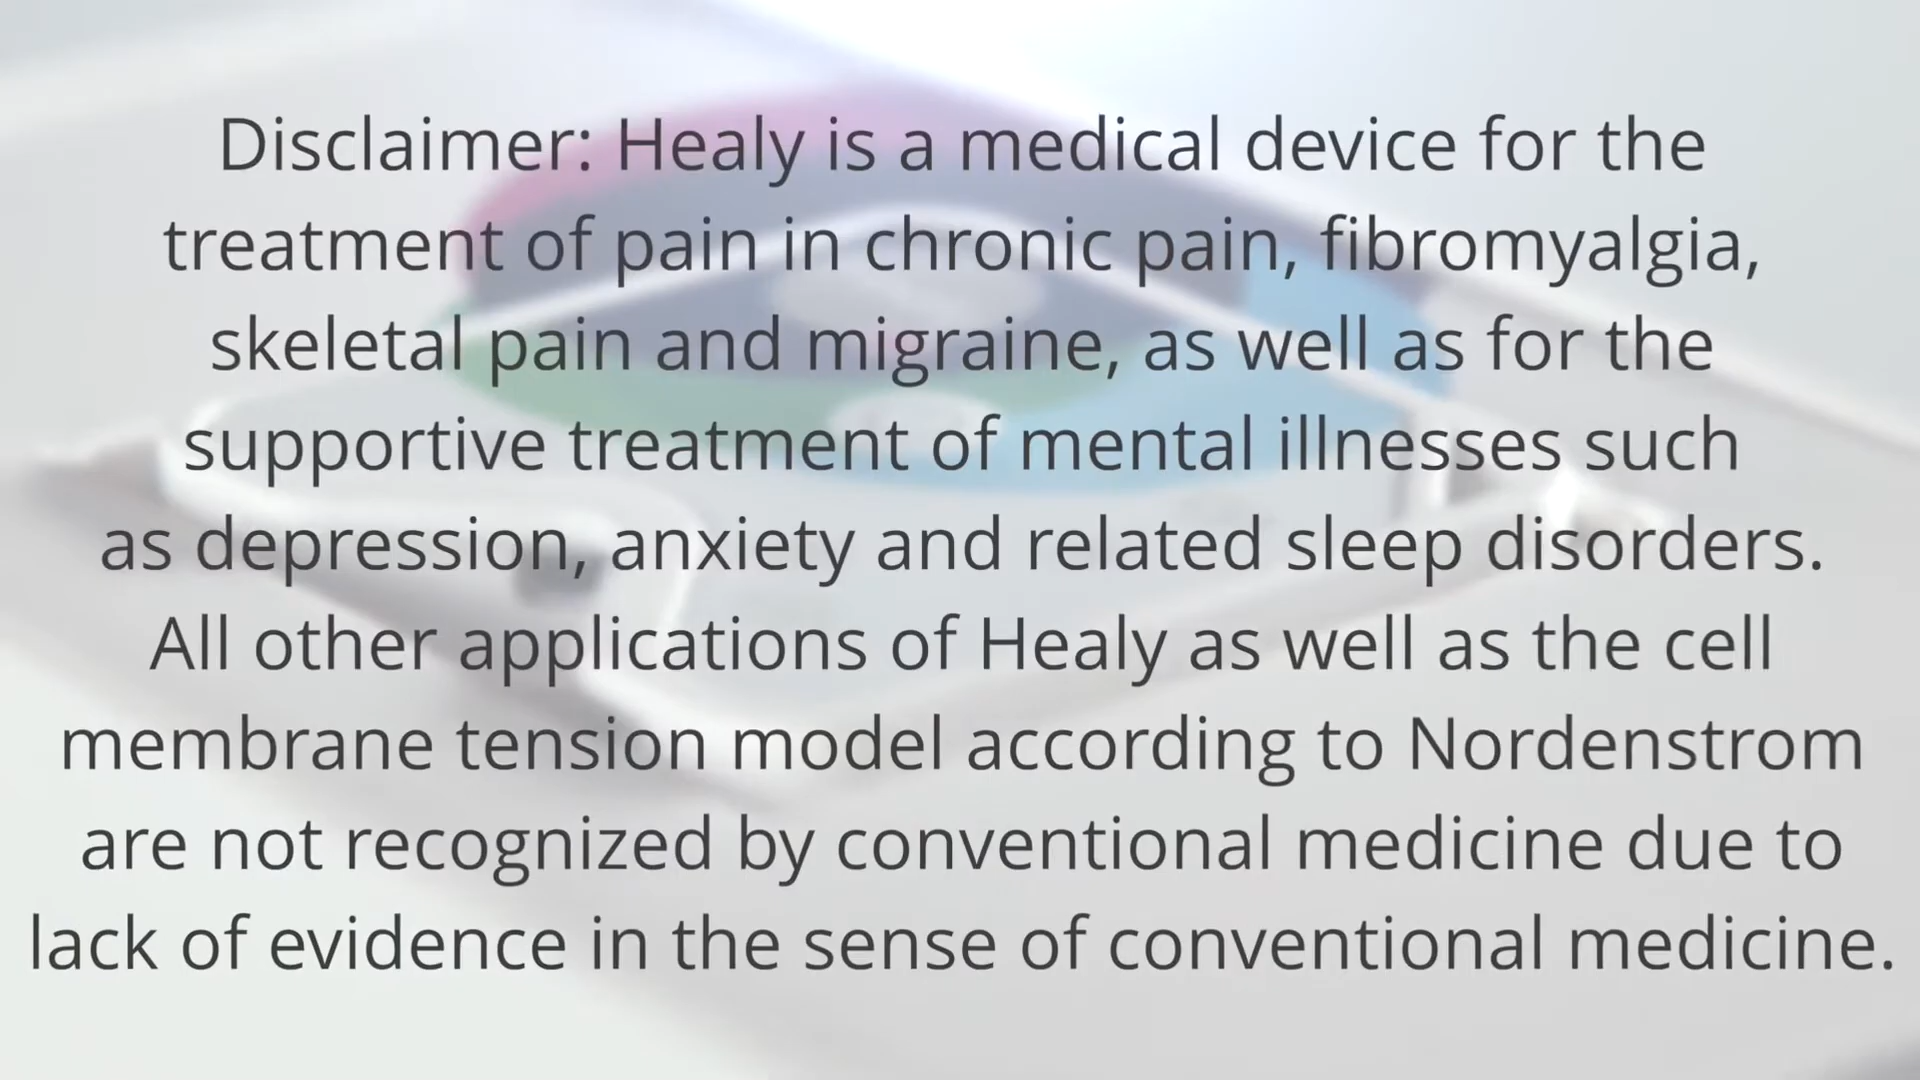 Disclaimer: Healy is a medical device for the
treatment of pain in chronic pain, fibromyalgia,
skeletal pain and migraine, as well as for the
supportive treatment of mental illnesses such
as depression, anxiety and related sleep disorders.
All other applications of Healy as well as the cell
membrane tension model according to Nordenstrom
are not recognized by conventional medicine due to
lack of evidence in the sense of conventional medicine.